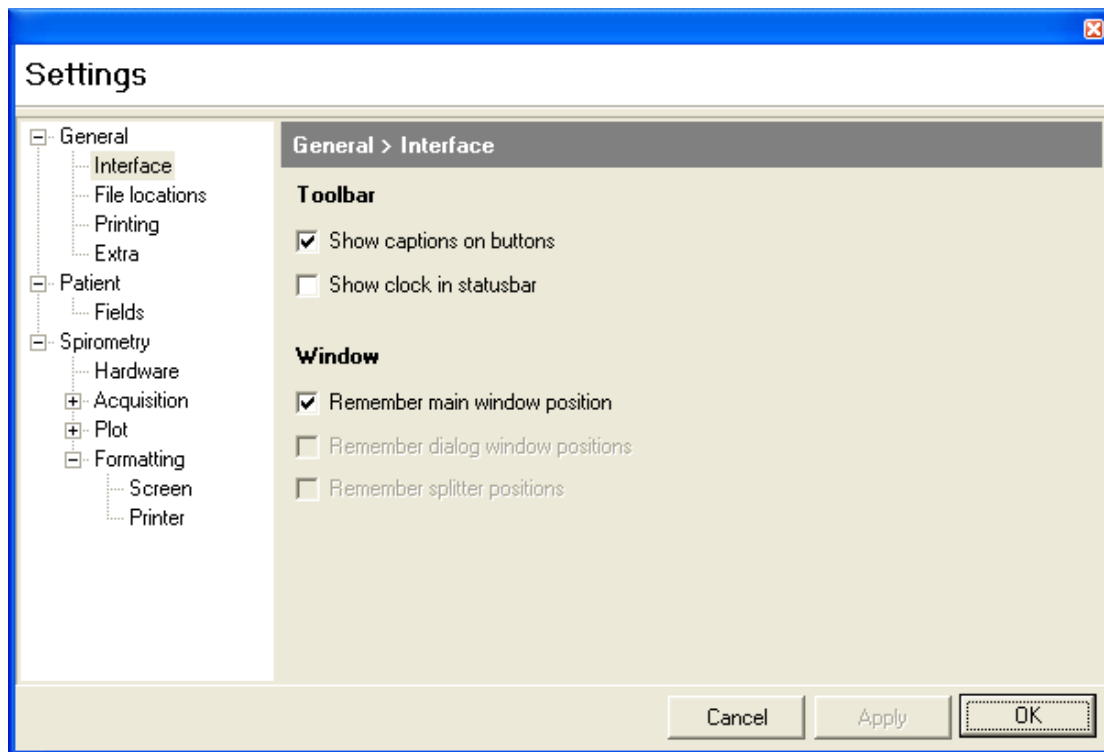 Settings
General
Interface
File locations
Printing
Extra
Patient
Fields
Spirometry
Hardware
Acquisition
Plot
Formatting
Screen
Printer
General > Interface
Toolbar
Show captions on buttons
Show clock in statusbar
Window
Remember main window position
Remember dialog window positions
Remember splitter positions
Cancel
Apply
OK